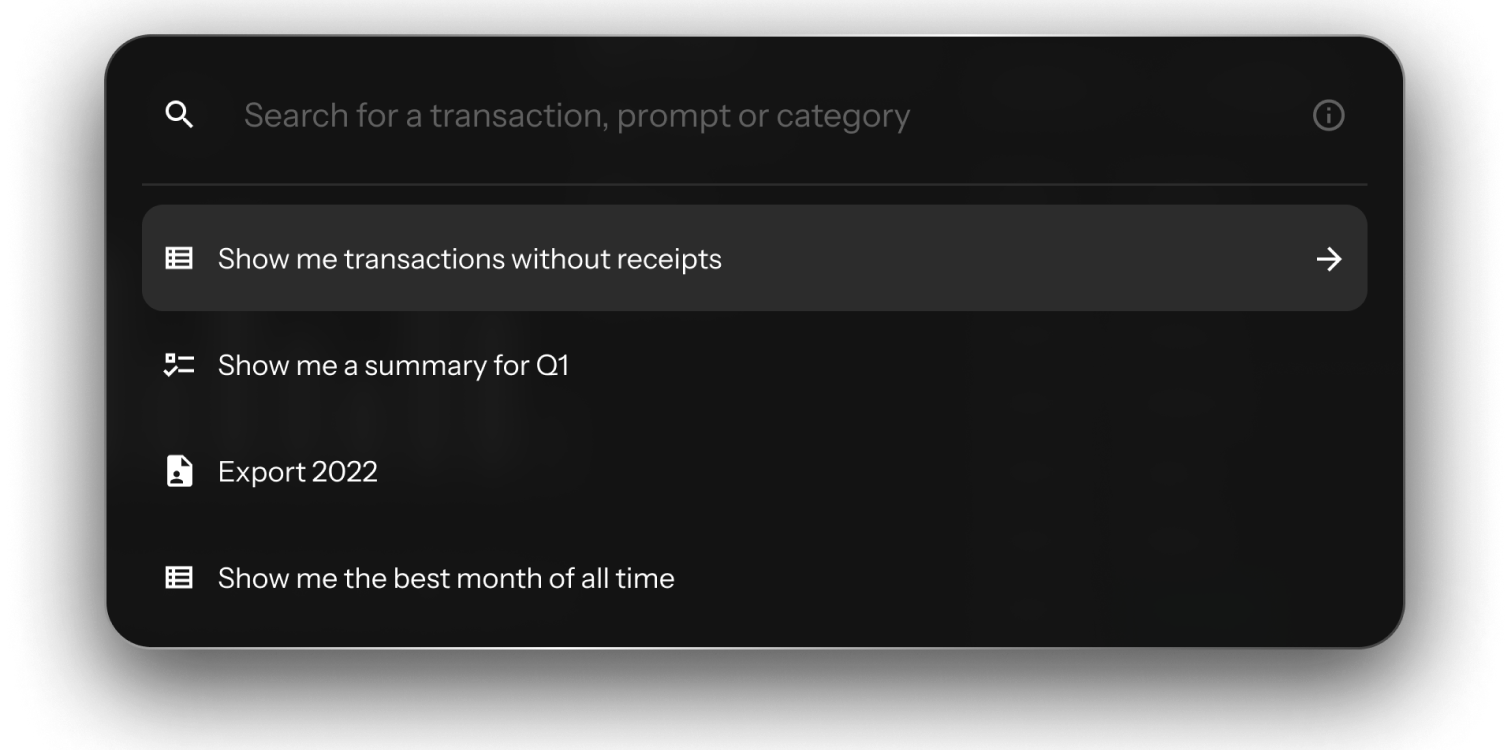 Search for a transaction, prompt or category
Show me transactions without receipts
Show me a summary for Q1
Export 2022
Show me the best month of all time